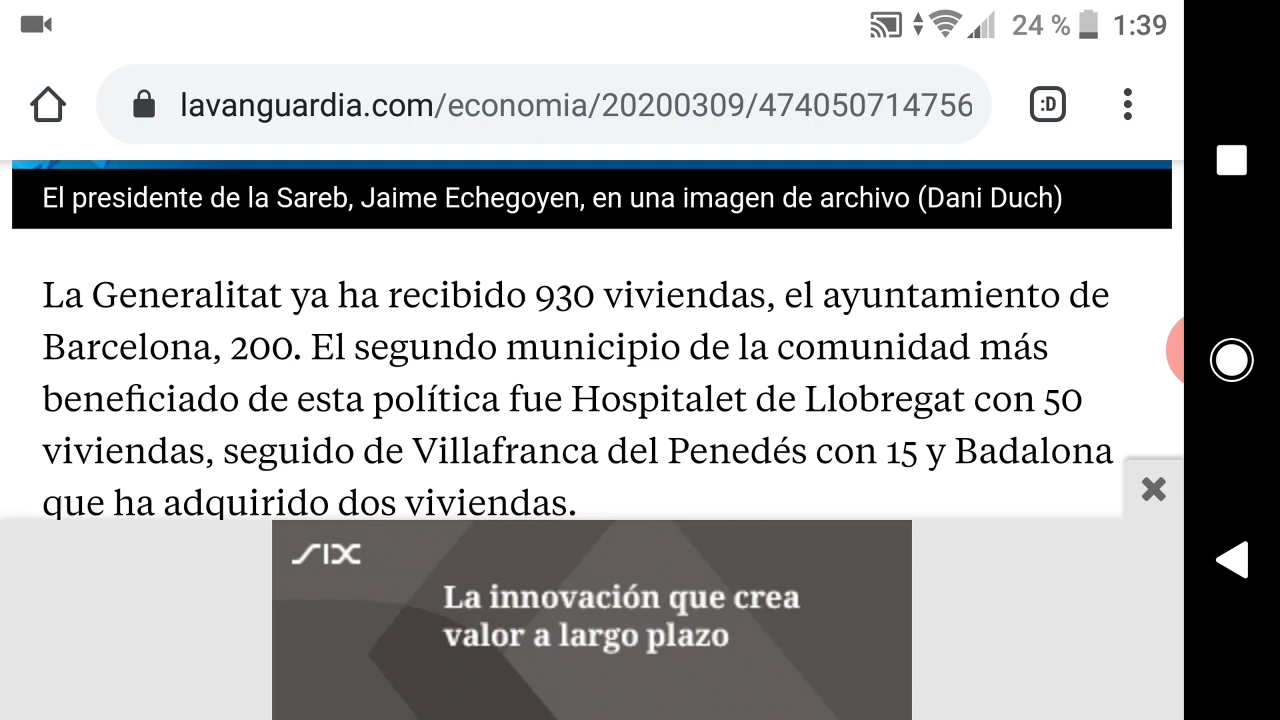 24 % 1:39
lavanguardia.com/economia/20200309/474050714756
:D
El presidente de la Sareb, Jaime Echegoyen, en una imagen de archivo (Dani Duch)
La Generalitat ya ha recibido 930 viviendas, el ayuntamiento de
Barcelona, 200. El segundo municipio de la comunidad más
beneficiado de esta política fue Hospitalet de Llobregat con 50
viviendas, seguido de Villafranca del Penedés con 15 y Badalona
que ha adquirido dos viviendas.
SIX
La innovación que crea
valor a largo plazo